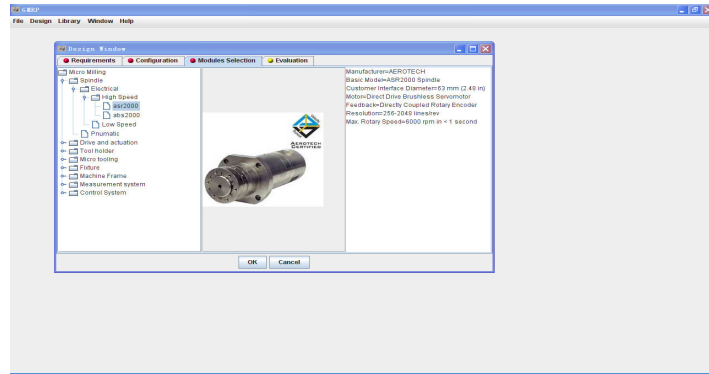 GMRP
File Design Library Window Help
Design Window
Requirements Configuration Modules Selection Evaluation
Micro Milling
Spindle
Electrical
High Speed
asr2000
abs2000
Low Speed
Pnumatic
Drive and actuation
Tool holder
Micro tooling
Fixture
Machine Frame
Measurement system
Control System
AEROTECH
CERTIFIED
Manufacturer=AEROTECH
Basic Model=ASR2000 Spindle
Customer Interface Diameter=63 mm (2.48 in)
Motor=Direct Drive Brushless Servomotor
Feedback=Directly Coupled Rotary Encoder
Resolution=256-2048 lines/rev
Max. Rotary Speed=6000 rpm in < 1 second
OK Cancel